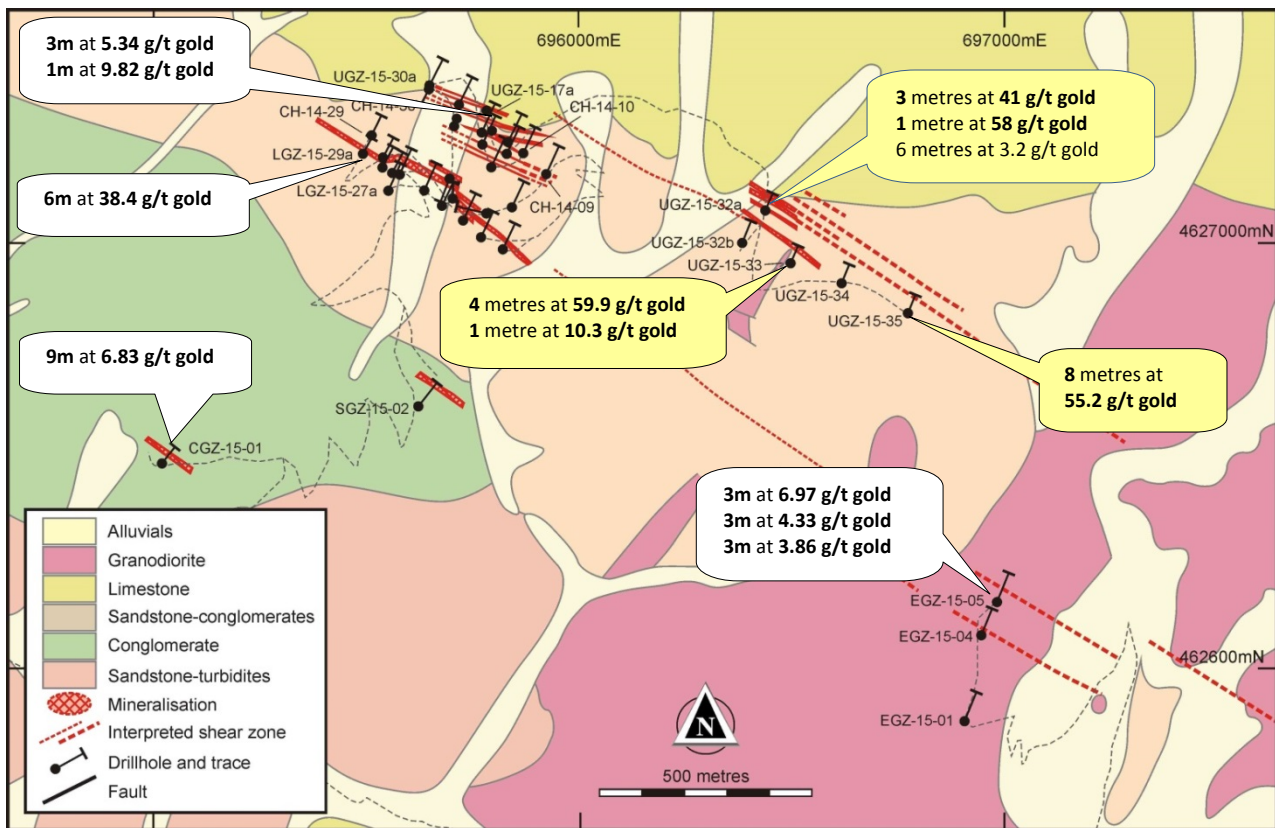 3m at 5.34 g/t gold
1m at 9.82 g/t gold
696000mE
697000mE
UGZ-15-30a
UGZ-15-17a
CH-14-10
CH-14-29
LGZ-15-29a
LGZ-15-27a
CH-14-09
6m at 38.4 g/t gold
3 metres at 41 g/t gold
1 metre at 58 g/t gold
6 metres at 3.2 g/t gold
UGZ-15-32a
UGZ-15-32b
UGZ-15-33
UGZ-15-34
UGZ-15-35
4627000mN
4 metres at 59.9 g/t gold
1 metre at 10.3 g/t gold
9m at 6.83 g/t gold
8 metres at
55.2 g/t gold
SGZ-15-02
CGZ-15-01
3m at 6.97 g/t gold
3m at 4.33 g/t gold
3m at 3.86 g/t gold
EGZ-15-05
EGZ-15-04
EGZ-15-01
462600mN
Alluvials
Granodiorite
Limestone
Sandstone-conglomerates
Conglomerate
Sandstone-turbidites
Mineralisation
Interpreted shear zone
Drillhole and trace
Fault
N
500 metres